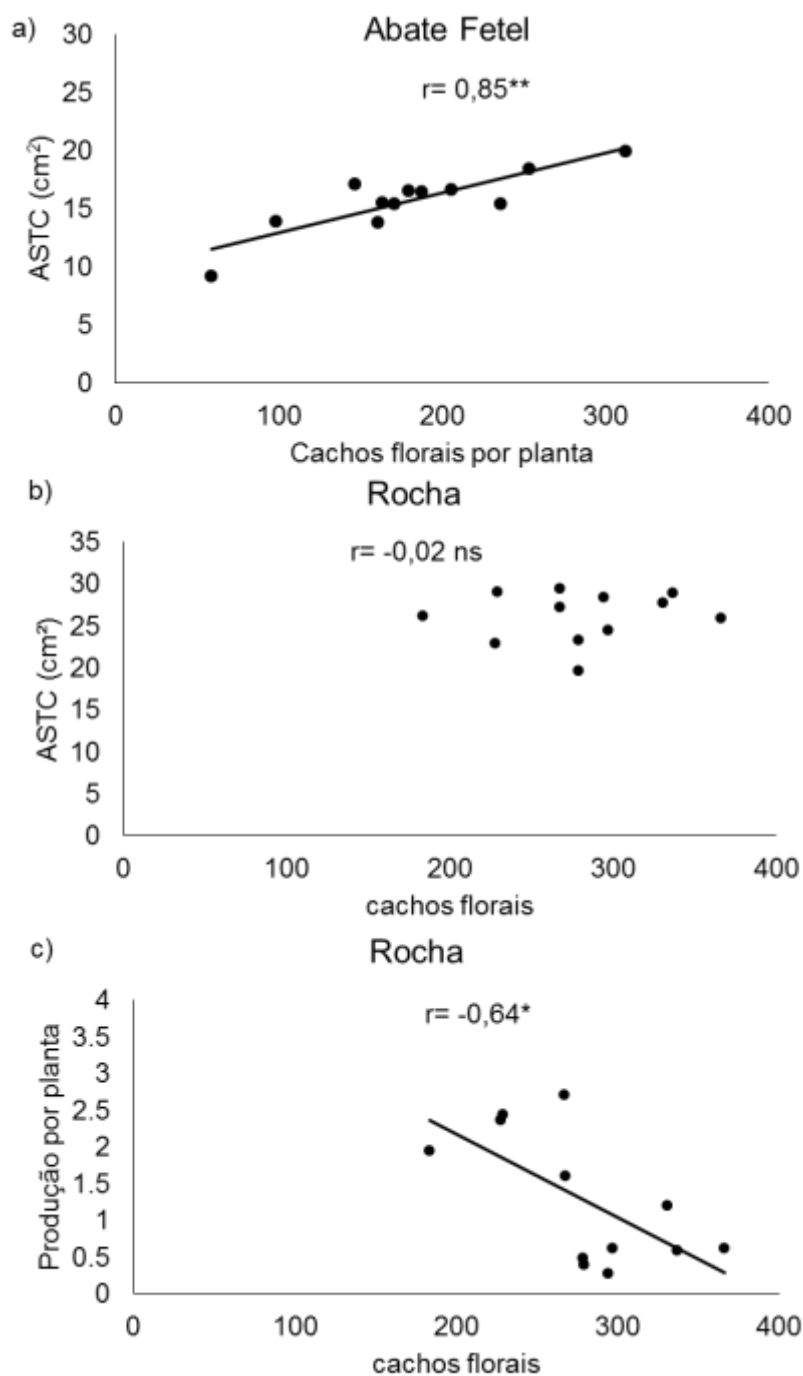 a)
Abate Fetel
r= 0,85**
30
25
20
15
10
5
0
ASTC (cm²)
0 100 200 300 400
Cachos florais por planta
b)
Rocha
r= -0,02 ns
35
30
25
20
15
10
5
0
ASTC (cm²)
0 100 200 300 400
cachos florais
c)
Rocha
r= -0,64*
4
3.5
3
2.5
2
1.5
1
0.5
0
Produção por planta
0 100 200 300 400
cachos florais